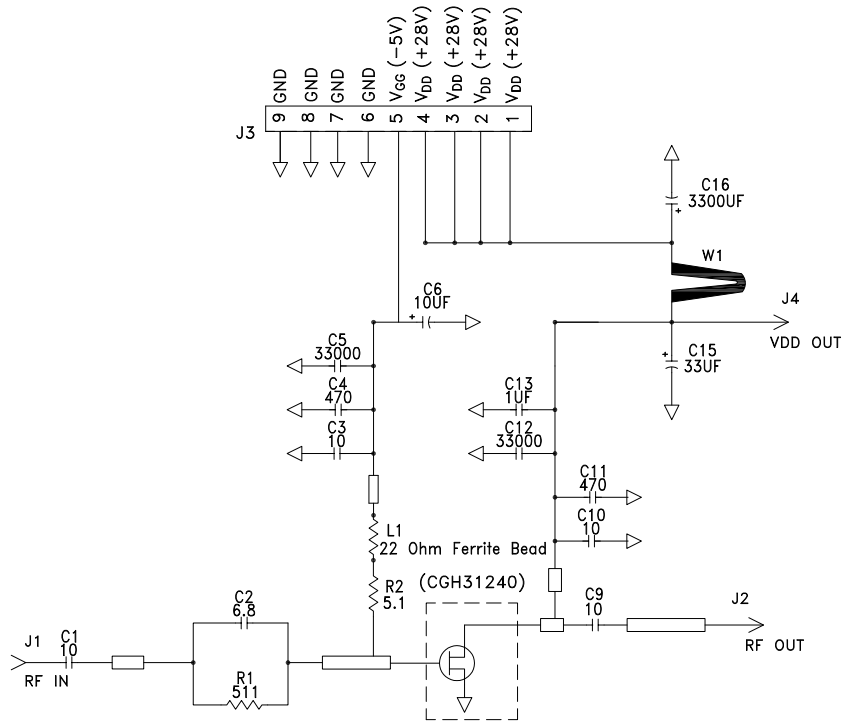 GND
GND
GND
GND
VGG (-5V)
VDD (+28V)
VDD (+28V)
VDD (+28V)
VDD (+28V)
9
8
7
6
5
4
3
2
1
J3
C16
3300UF
+
W1
J4
VDD OUT
C6
10UF
+
C15
33UF
+
C5
33000
C4
470
C3
10
C13
1UF
C12
33000
C11
470
C10
10
L1
22 Ohm Ferrite Bead
(CGH31240)
R2
5.1
C9
10
J2
RF OUT
C2
6.8
J1
C1
10
RF IN
R1
511